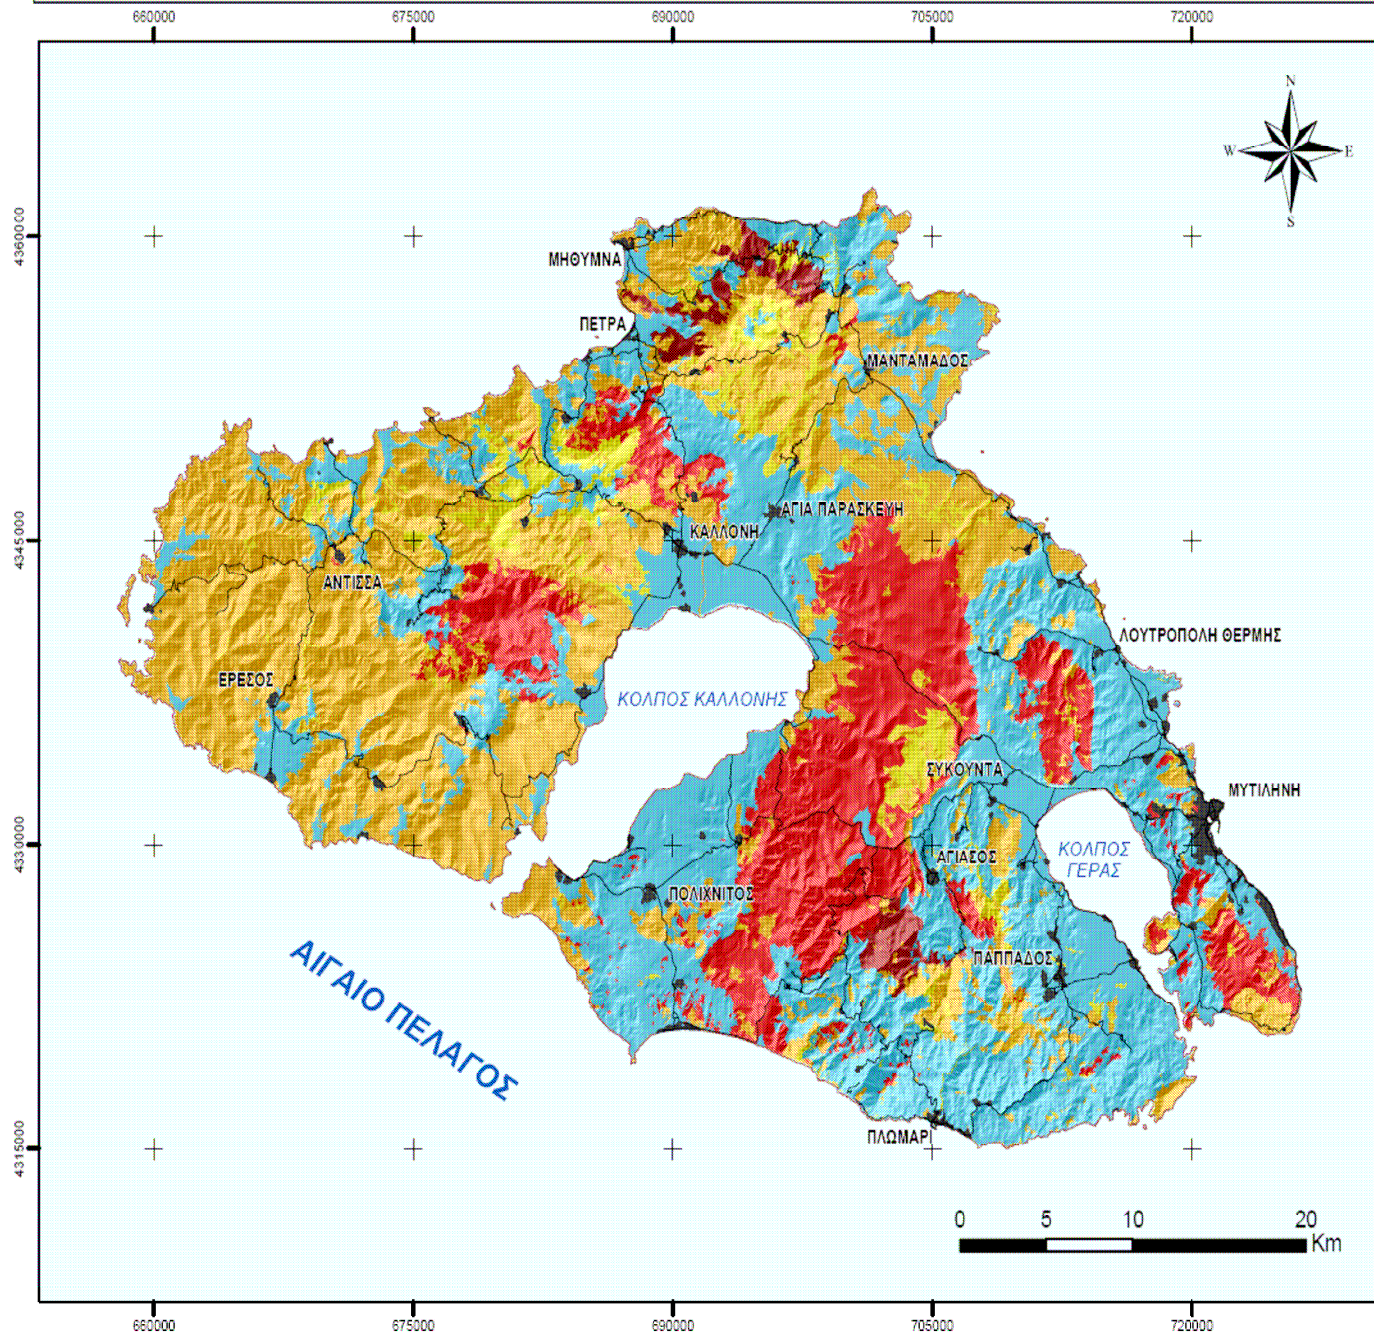 660000 675000 690000 705000 720000
N
W E
S
4360000
ΜΗΘΥΜΝΑ
ΠΕΤΡΑ
ΜΑΝΤΑΜΑΔΟΣ
ΑΓΙΑ ΠΑΡΑΣΚΕΥΗ
4345000
ΚΑΛΛΟΝΗ
ΑΝΤΙΣΣΑ
ΛΟΥΤΡΟΠΟΛΗ ΘΕΡΜΗΣ
ΕΡΕΣΟΣ
ΚΟΛΠΟΣ ΚΑΛΛΟΝΗΣ
ΣΥΚΟΥΝΤΑ
ΜΥΤΙΛΗΝΗ
4330000
ΚΟΛΠΟΣ
ΓΕΡΑΣ
ΑΓΙΑΣΟΣ
ΠΟΛΙΧΝΙΤΟΣ
ΠΑΠΠΑΔΟΣ
ΑΙΓΑΙΟ ΠΕΛΑΓΟΣ
ΠΛΩΜΑΡΙ
4315000
0 5 10 20
Km
660000 675000 690000 705000 720000